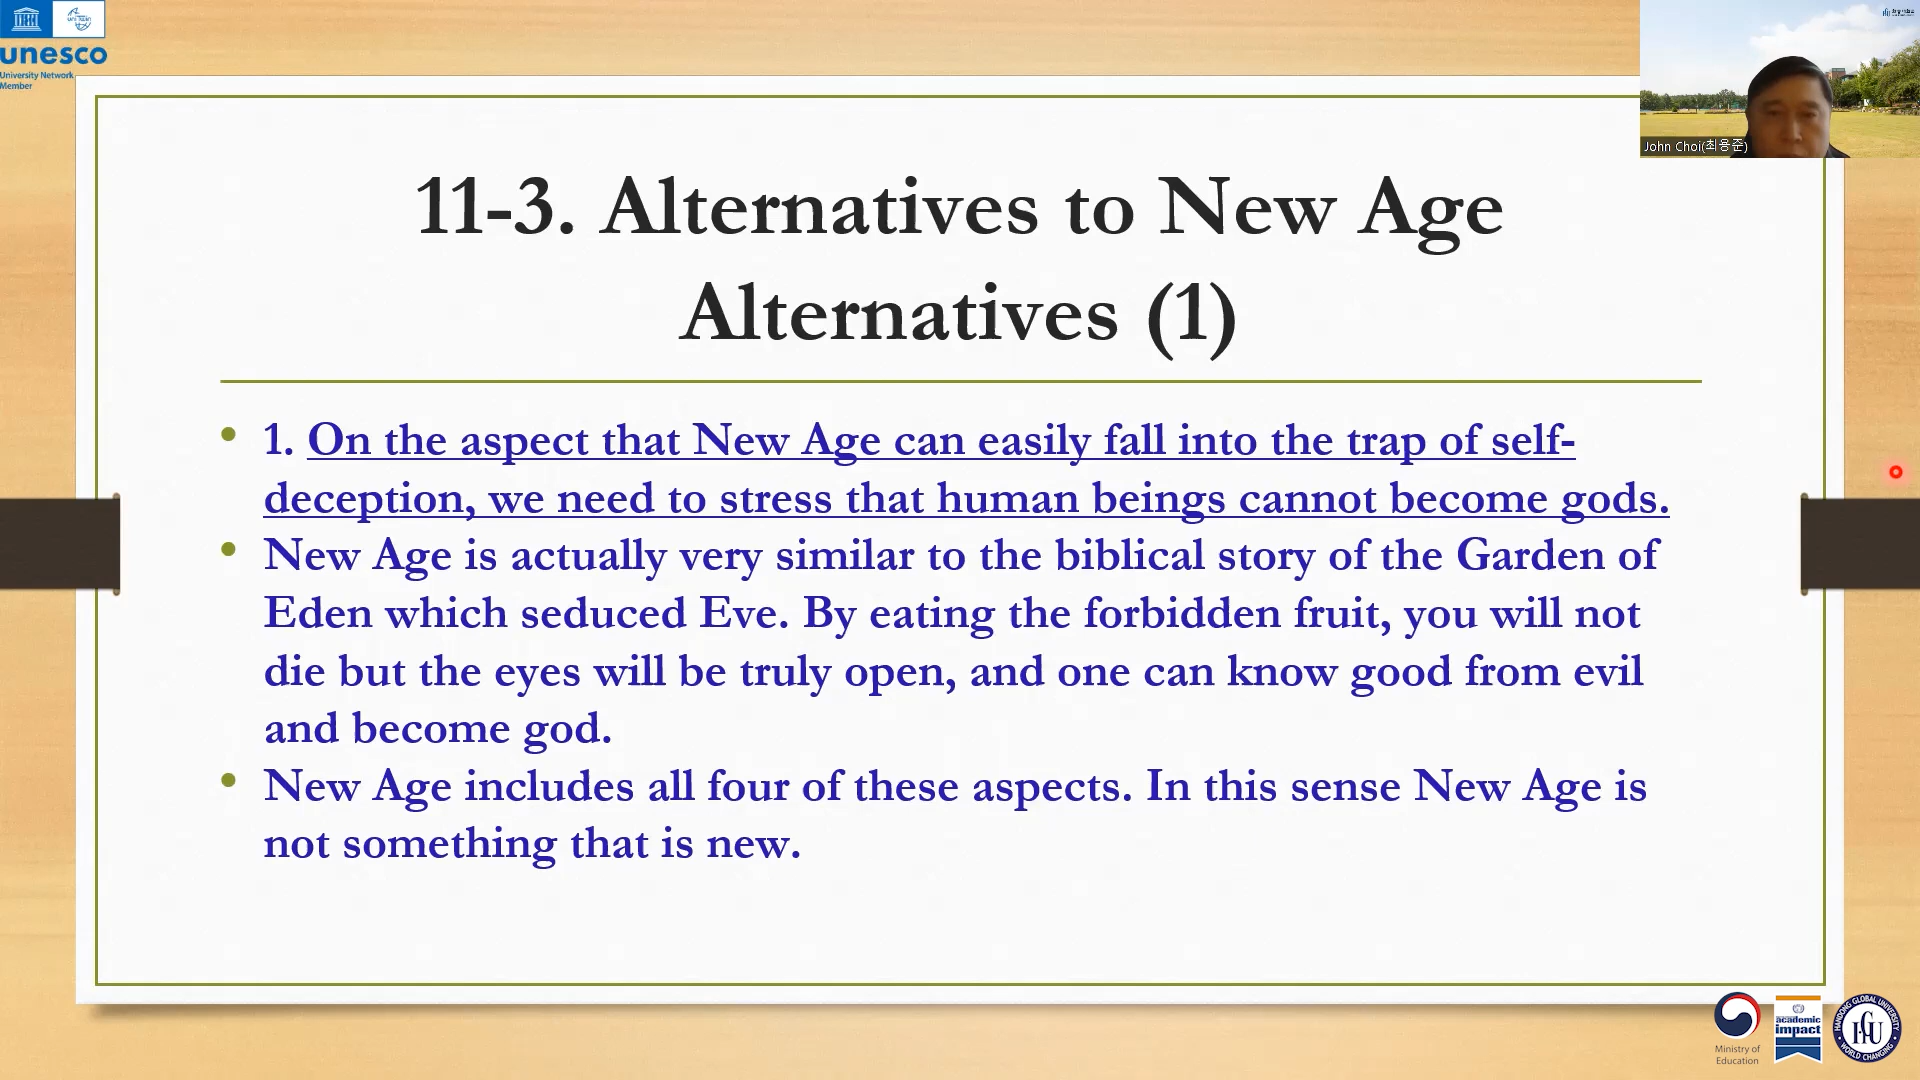 unesco
University Network
Member
John Choi(최용준)
11-3. Alternatives to New Age
Alternatives (1)
• 1. On the aspect that New Age can easily fall into the trap of self-
deception, we need to stress that human beings cannot become gods.
• New Age is actually very similar to the biblical story of the Garden of
Eden which seduced Eve. By eating the forbidden fruit, you will not
die but the eyes will be truly open, and one can know good from evil
and become god.
• New Age includes all four of these aspects. In this sense New Age is
not something that is new.
Ministry of
Education
academic
impact
HANDONG GLOBAL UNIVERSITY
HGU
WORLD CHANGING